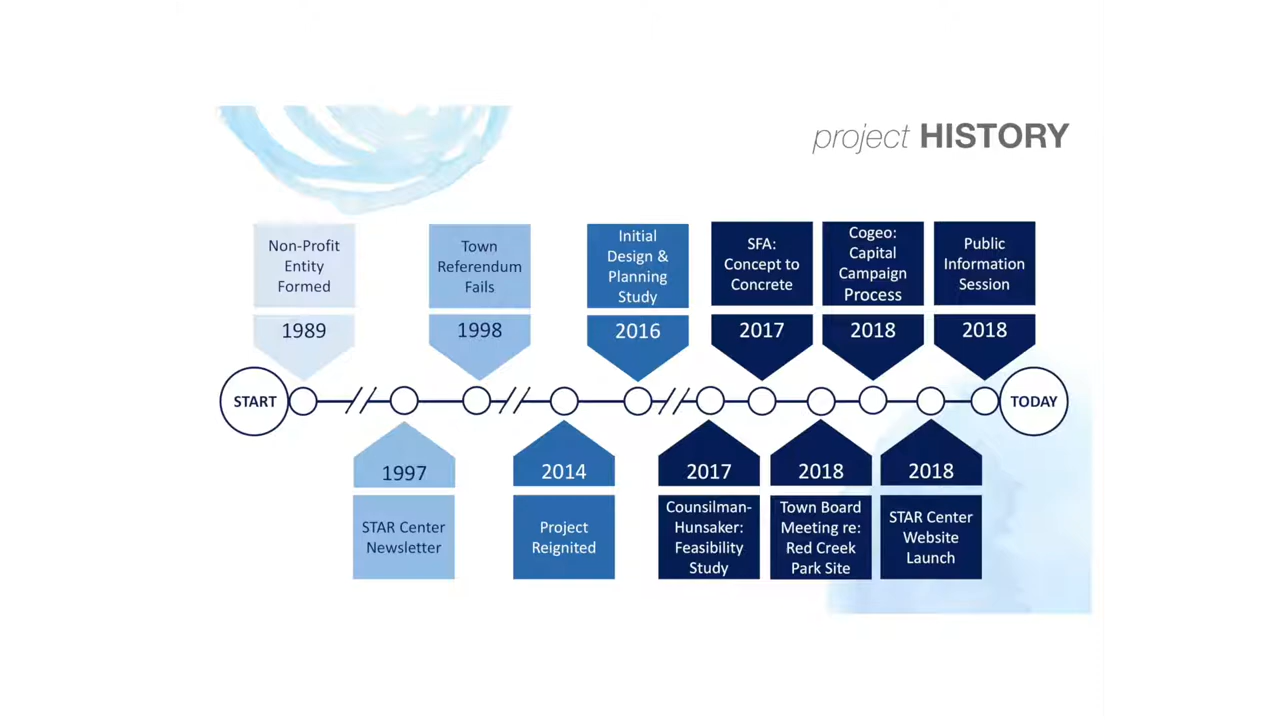 project HISTORY
Non-Profit
Entity
Formed
1989
Town
Referendum
Fails
1998
Initial
Design &
Planning
Study
2016
SFA:
Concept to
Concrete
2017
Cogeo:
Capital
Campaign
Process
2018
Public
Information
Session
2018
START
TODAY
1997
STAR Center
Newsletter
2014
Project
Reignited
2017
Counsilman-
Hunsaker:
Feasibility
Study
2018
Town Board
Meeting re:
Red Creek
Park Site
2018
STAR Center
Website
Launch